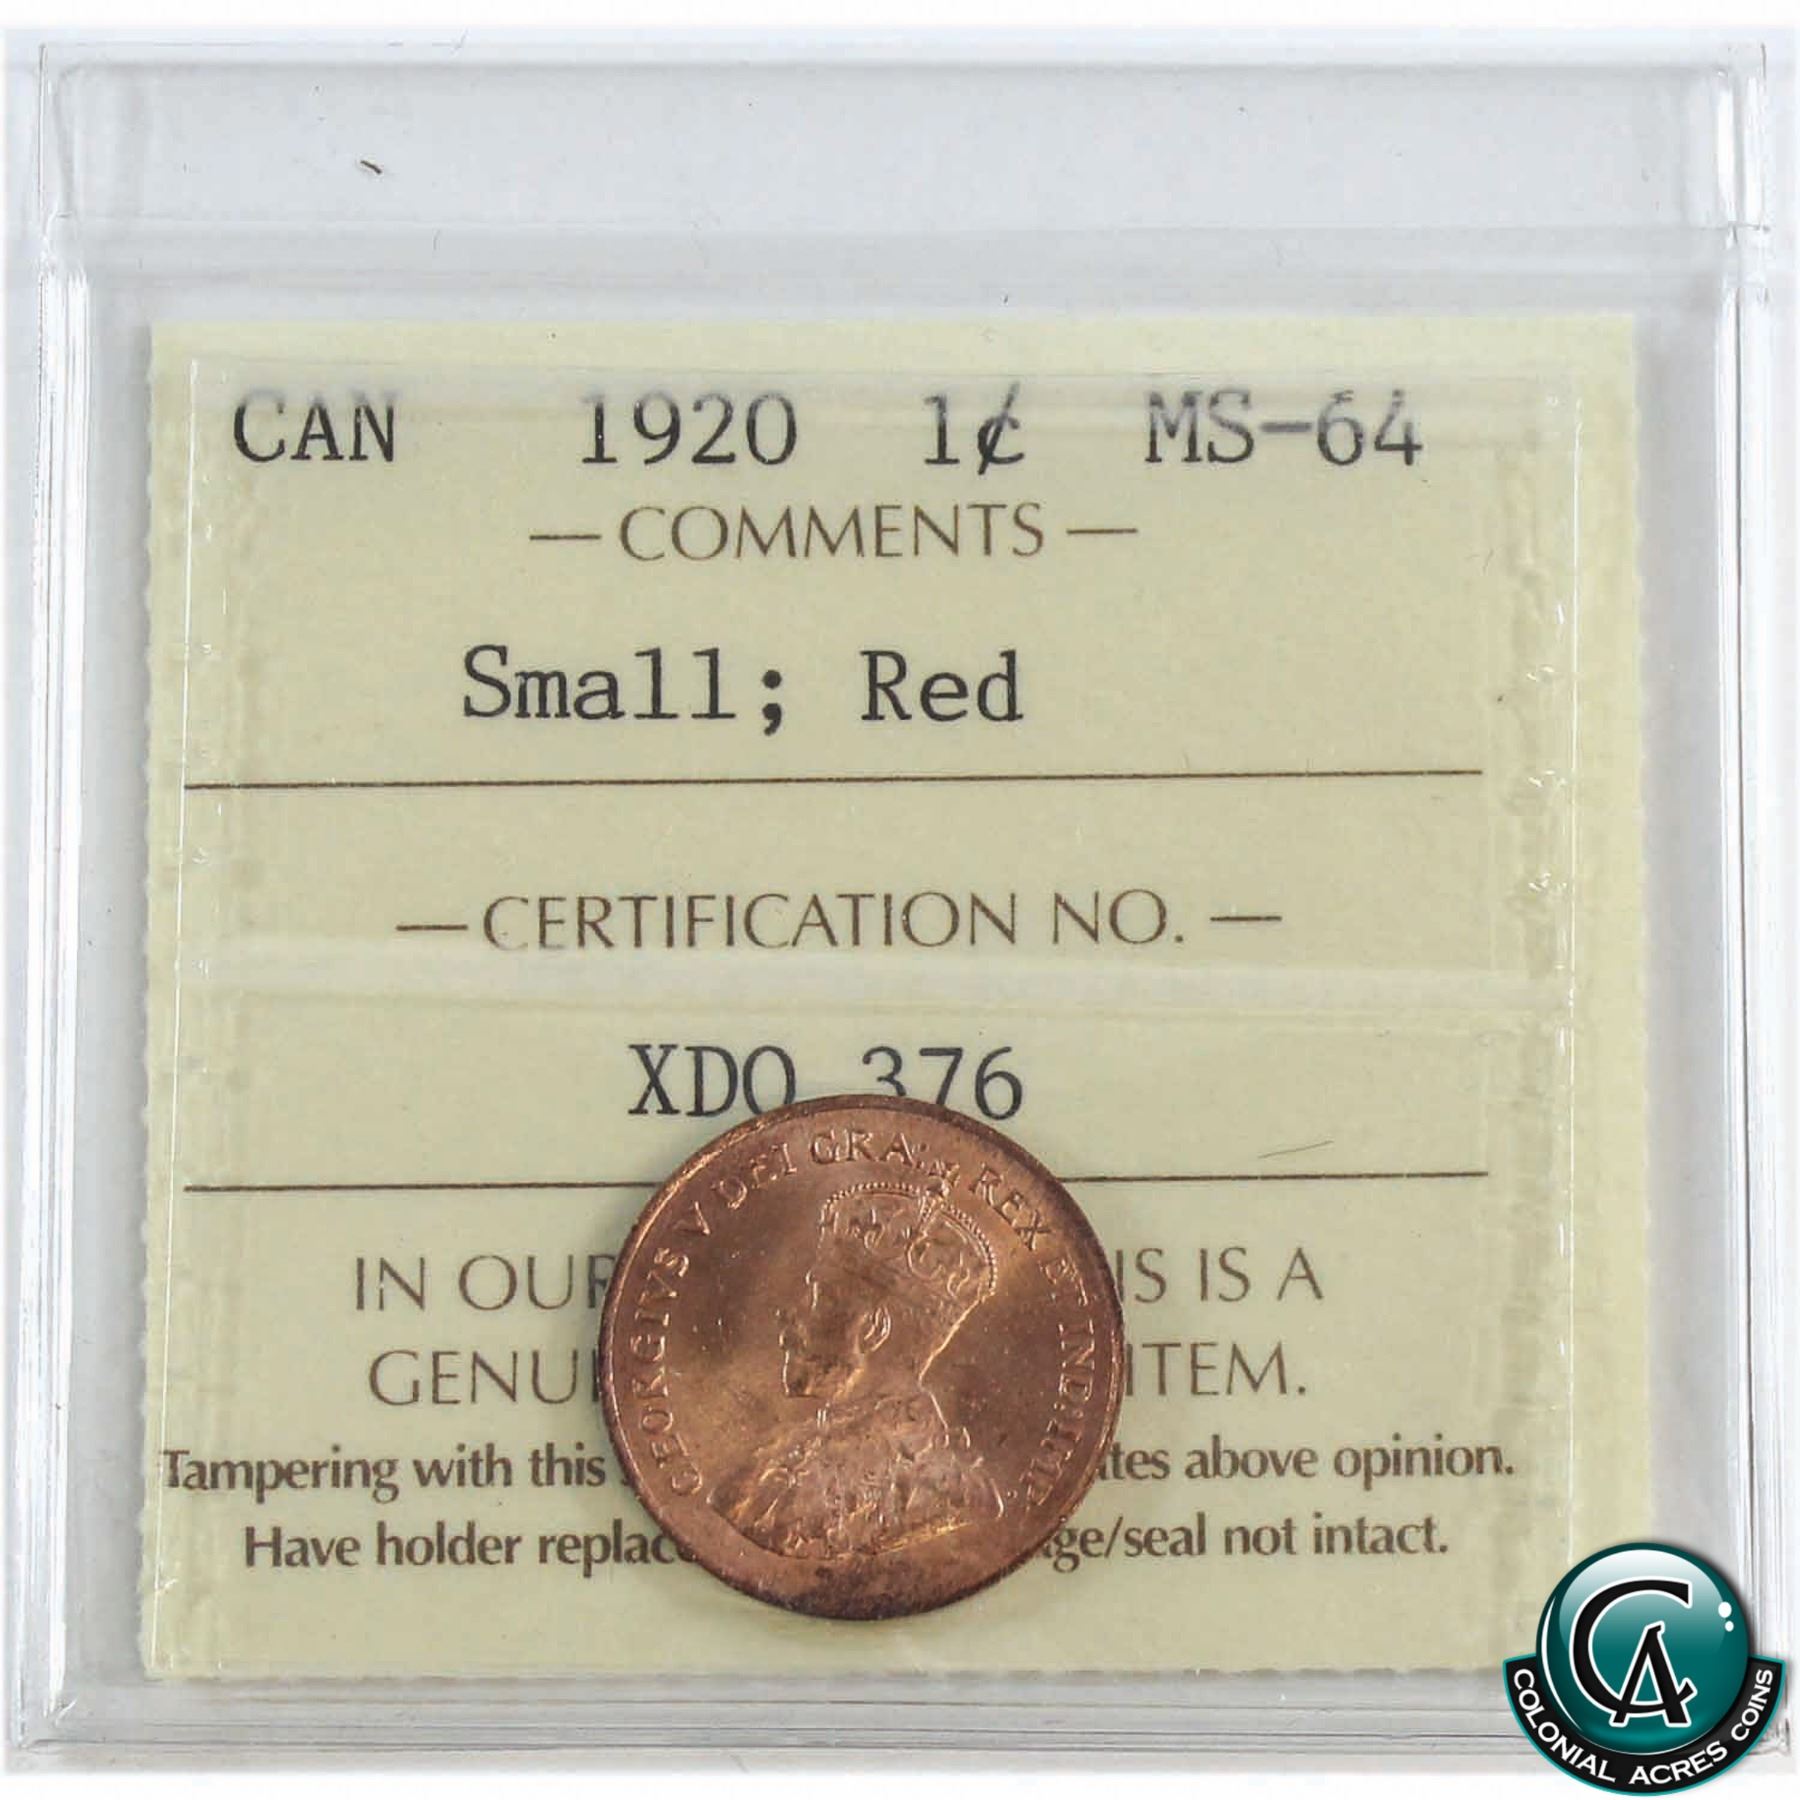 CAN 1920 1¢ MS-64
— COMMENTS —
Small; Red
— CERTIFICATION NO. —
XDO 376
IN OUR IS IS A
GENU ITEM.
Tampering with this tes above opinion.
Have holder replac ge/seal not intact.
GEORGIVS V DEI GRA: REX ET IND:IMP:
CA
COLONIAL ACRES COINS